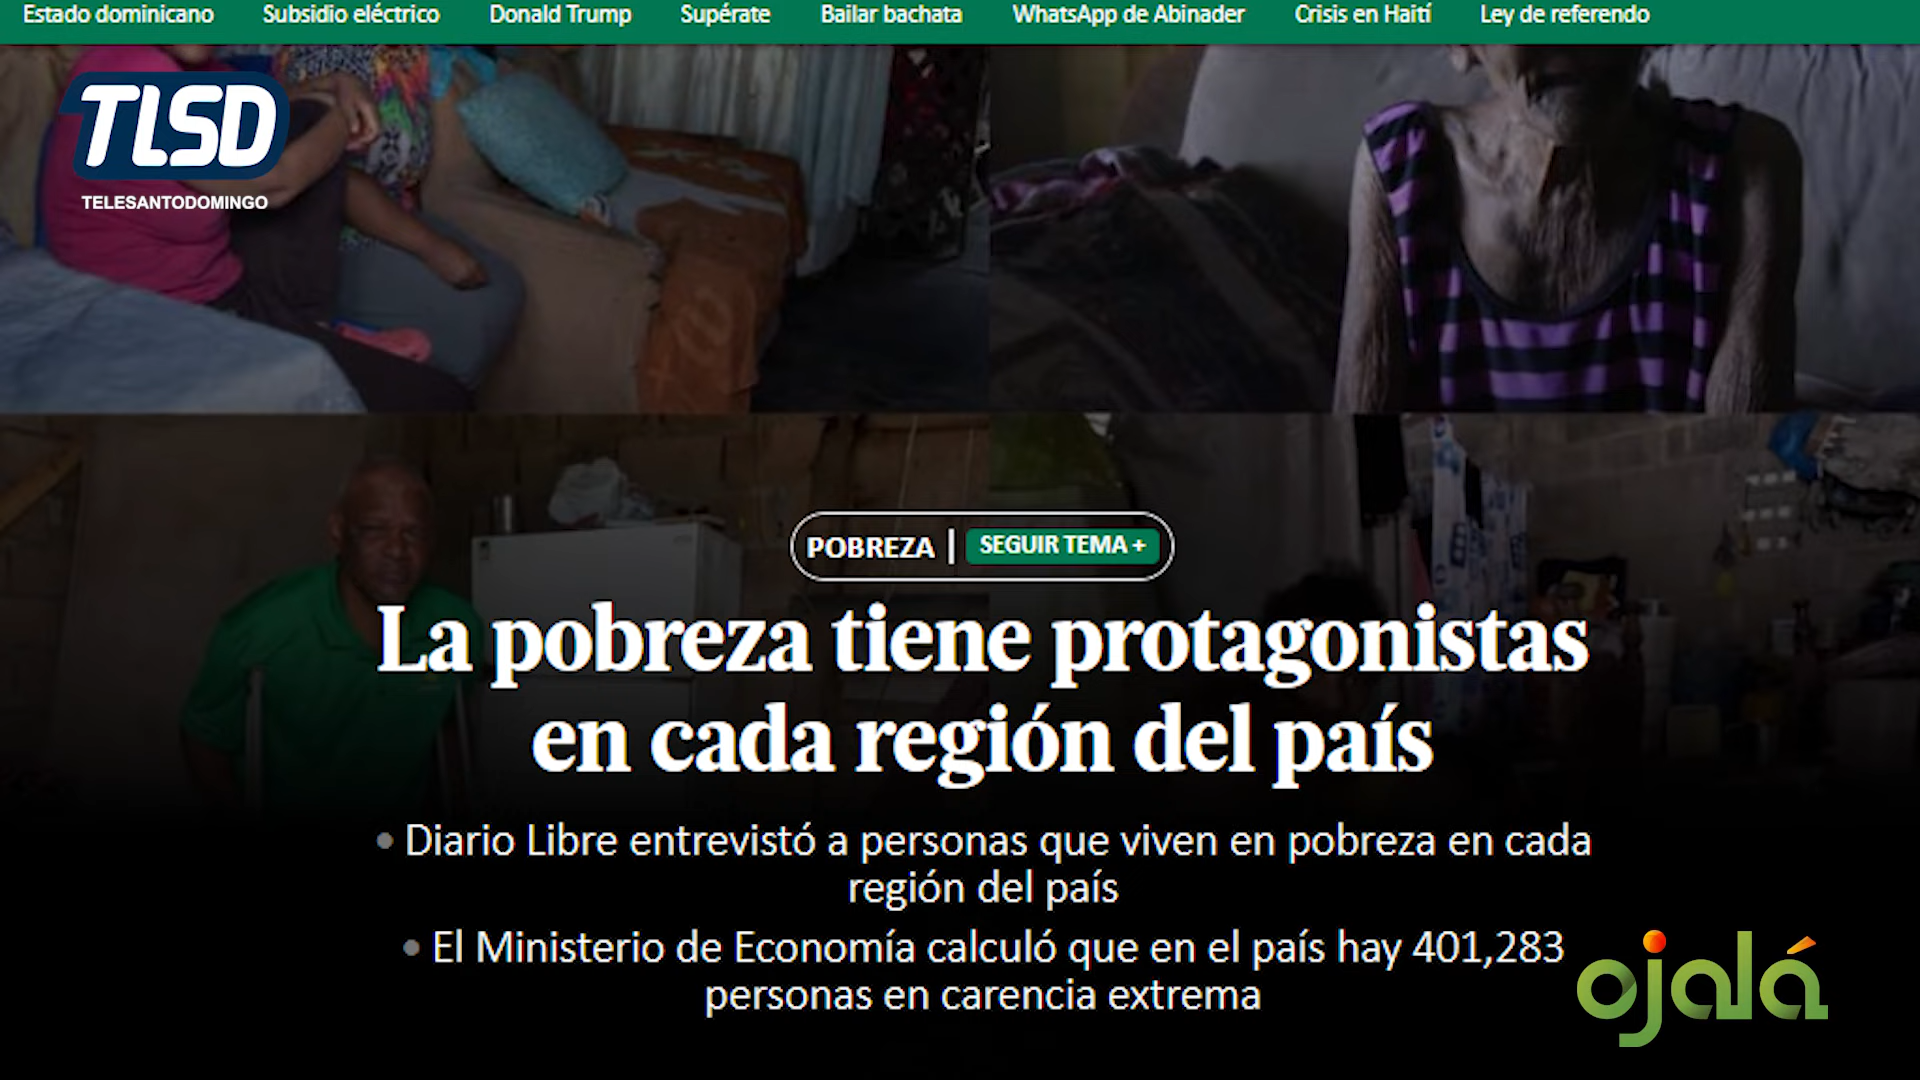 Estado dominicano Subsidio eléctrico Donald Trump Supérate Bailar bachata WhatsApp de Abinader Crisis en Haití Ley de referendo
TLSD
TELESANTODOMINGO
POBREZA | SEGUIR TEMA +
La pobreza tiene protagonistas
en cada región del país
• Diario Libre entrevistó a personas que viven en pobreza en cada
región del país
• El Ministerio de Economía calculó que en el país hay 401,283
personas en carencia extrema
ojalá